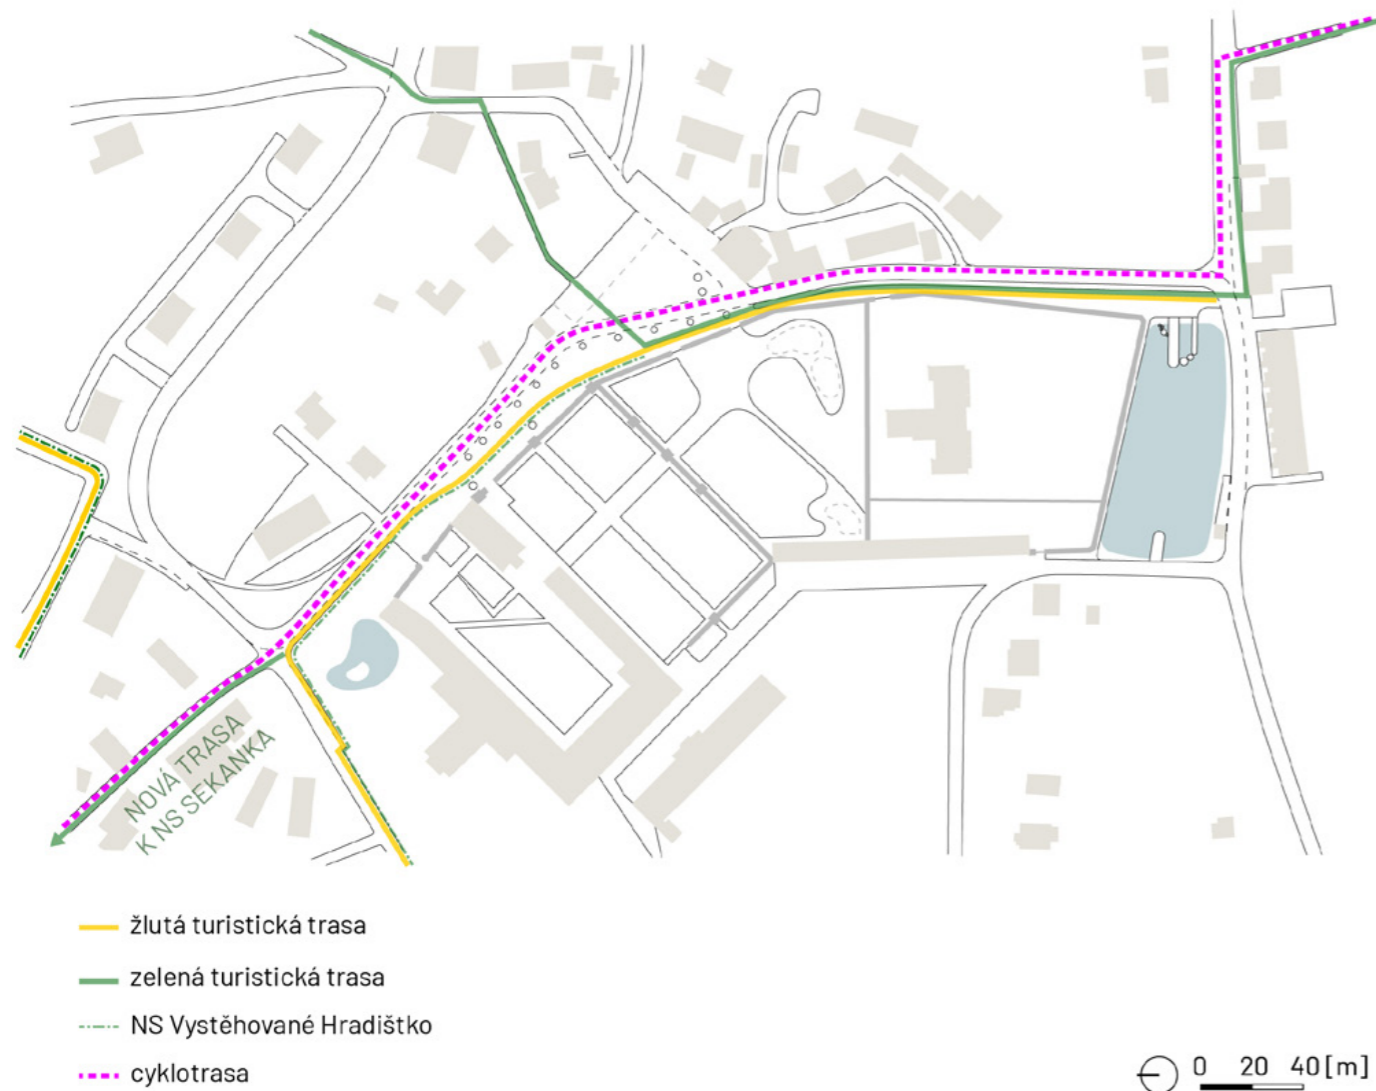 NOVÁ TRASA
K NS SEKANKA
žlutá turistická trasa
zelená turistická trasa
NS Vystěhované Hradištko
cyklotrasa
0 20 40 [m]